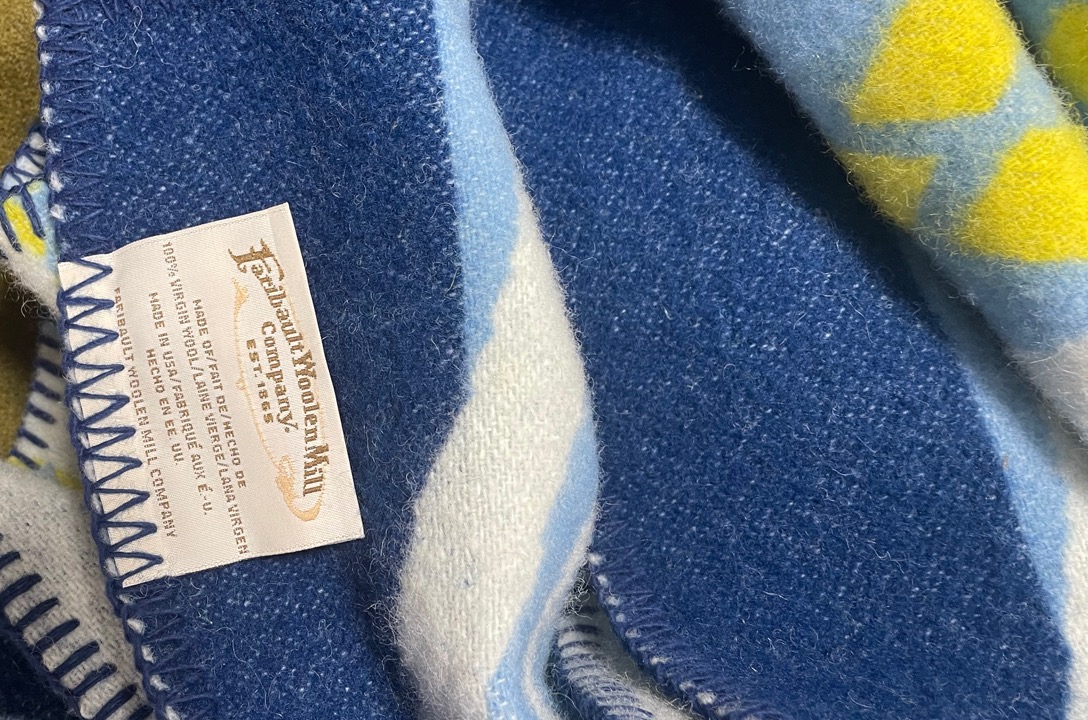 Faribault Woolen Mill
Company.
EST. 1865
MADE OF/FAIT DE/HECHO DE
100% VIRGIN WOOL/LAINE VIERGE/LANA VIRGEN
MADE IN USA/FABRIQUÉ AUX É.-U.
HECHO EN EE. UU.
FARIBAULT WOOLEN MILL COMPANY